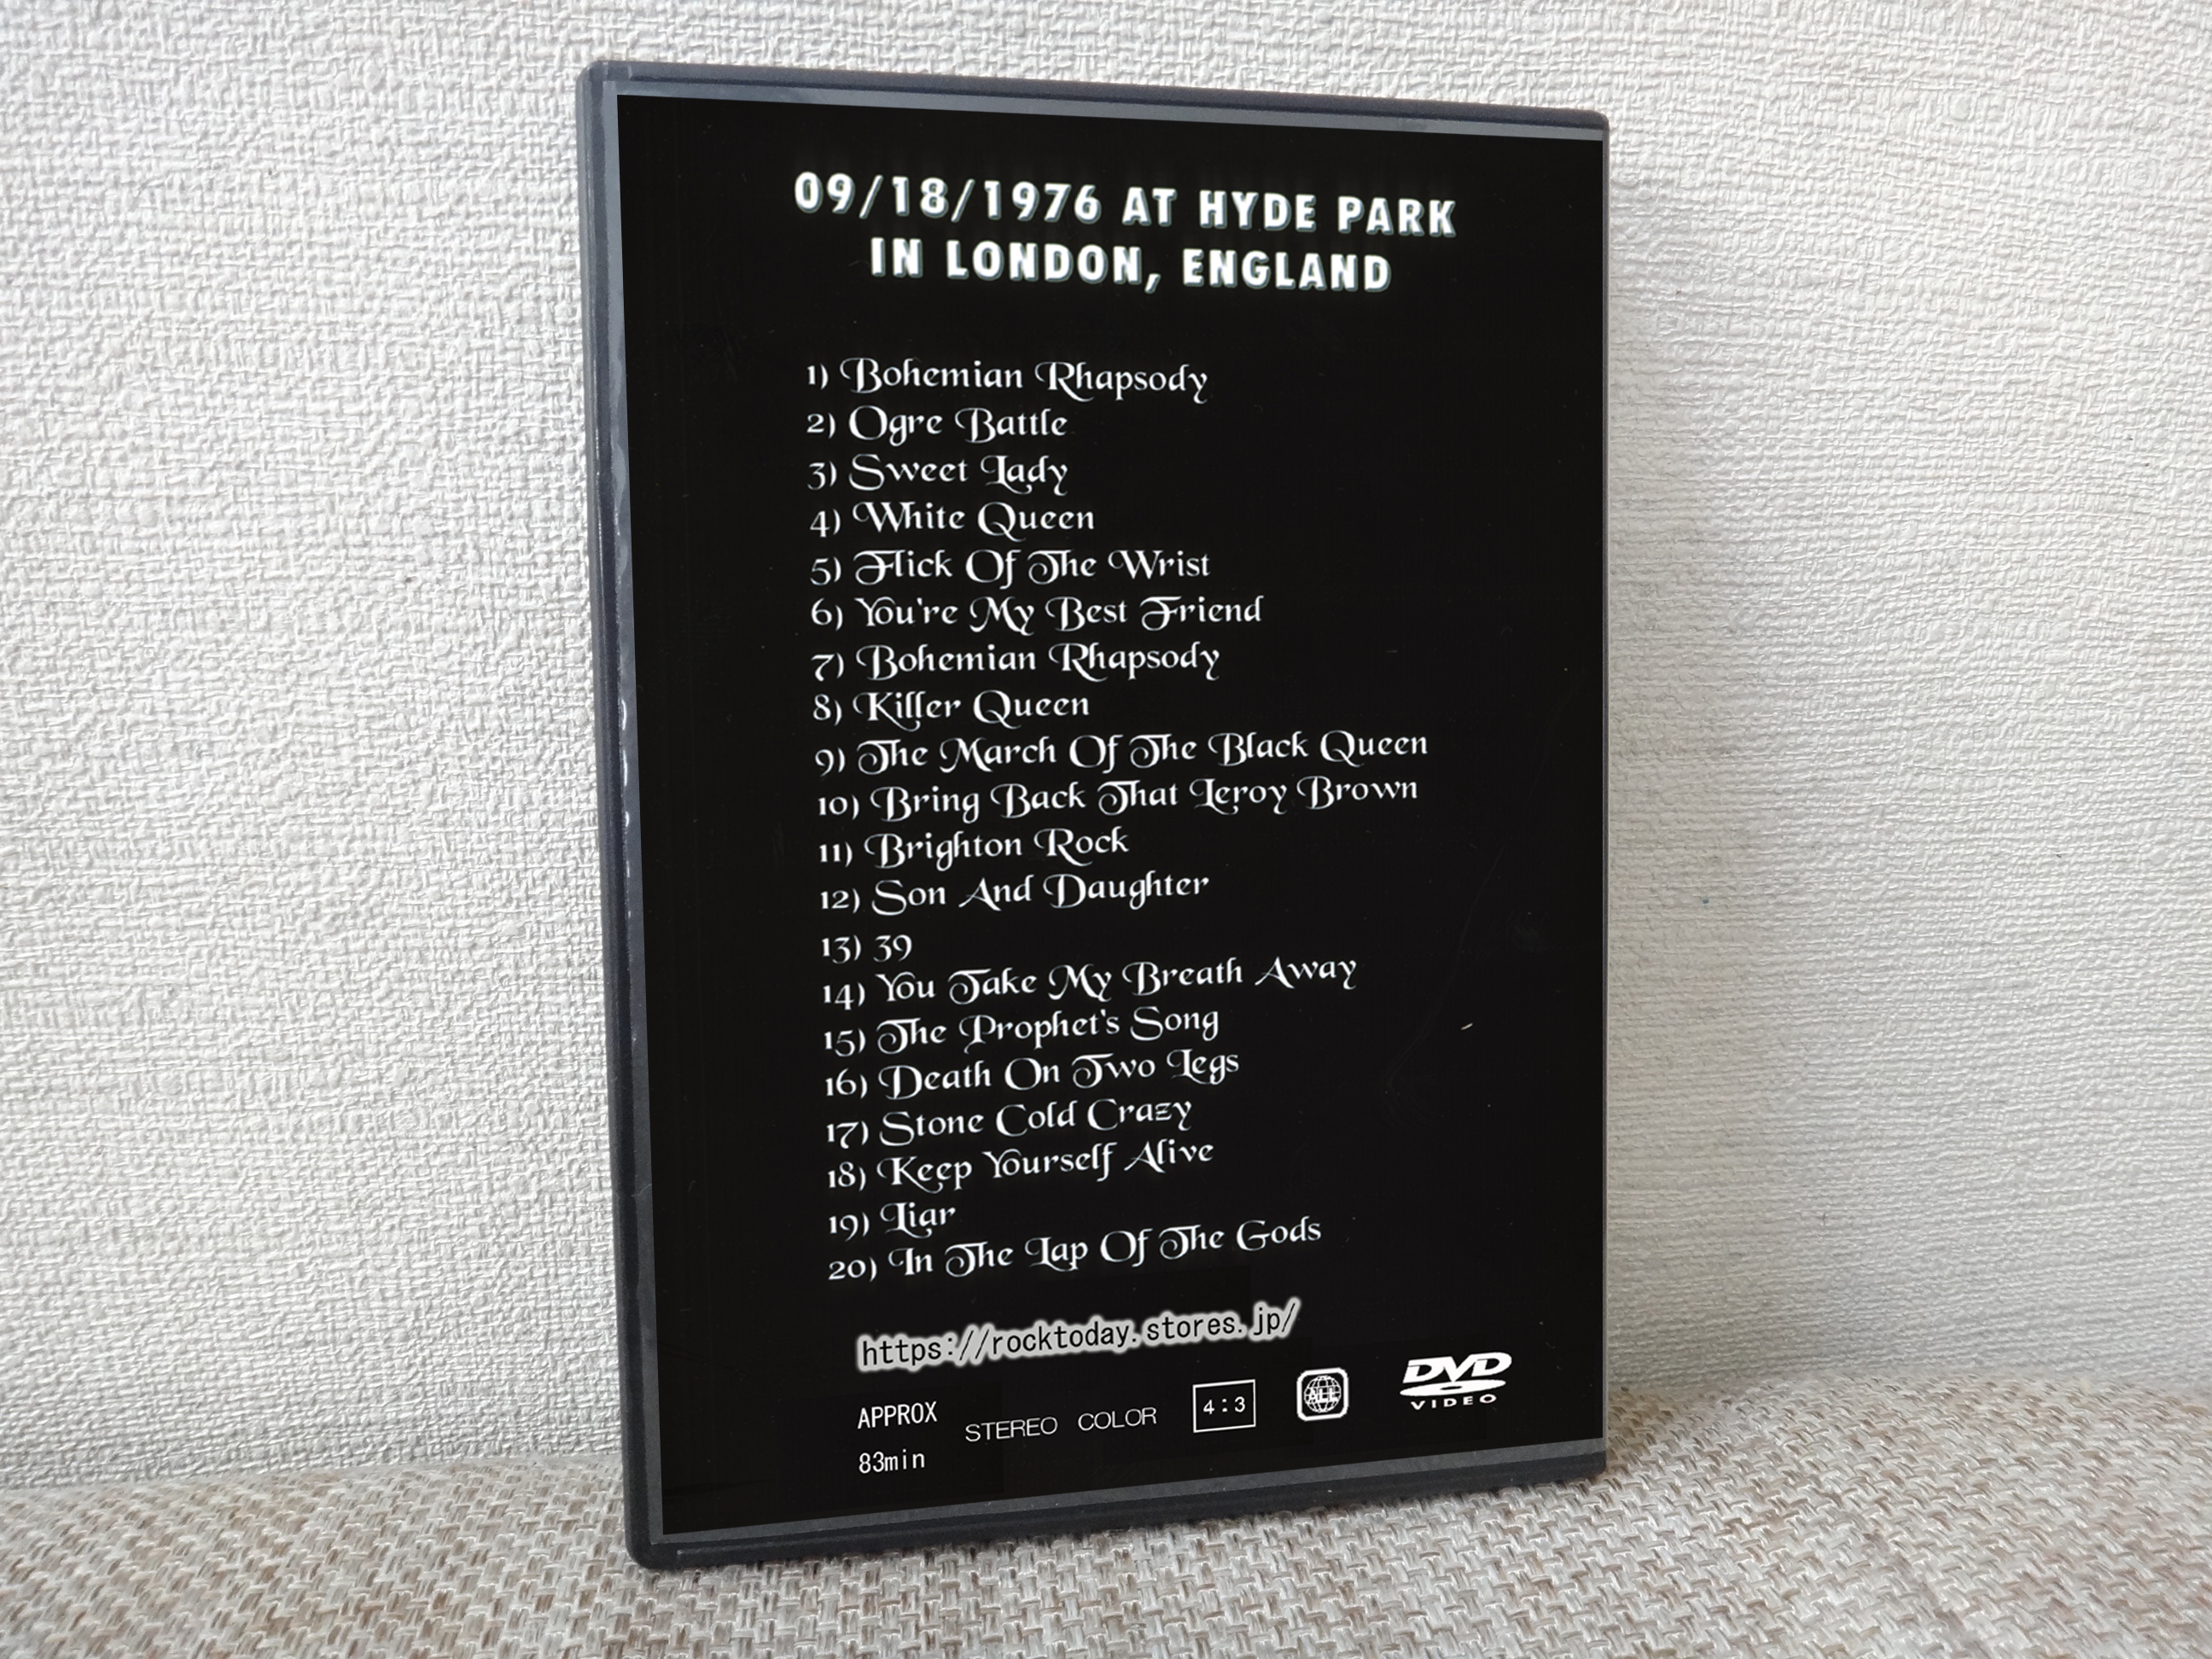 09/18/1976 AT HYDE PARK
IN LONDON, ENGLAND
1) Bohemian Rhapsody
2) Ogre Battle
3) Sweet Lady
4) White Queen
5) Flick Of The Wrist
6) You're My Best Friend
7) Bohemian Rhapsody
8) Killer Queen
9) The March Of The Black Queen
10) Bring Back That Leroy Brown
11) Brighton Rock
12) Son And Daughter
13) 39
14) You Take My Breath Away
15) The Prophet's Song
16) Death On Two Legs
17) Stone Cold Crazy
18) Keep Yourself Alive
19) Liar
20) In The Lap Of The Gods
https://rocktoday.stores.jp/
APPROX
83min
STEREO COLOR
4:3
ALL
DVD
VIDEO